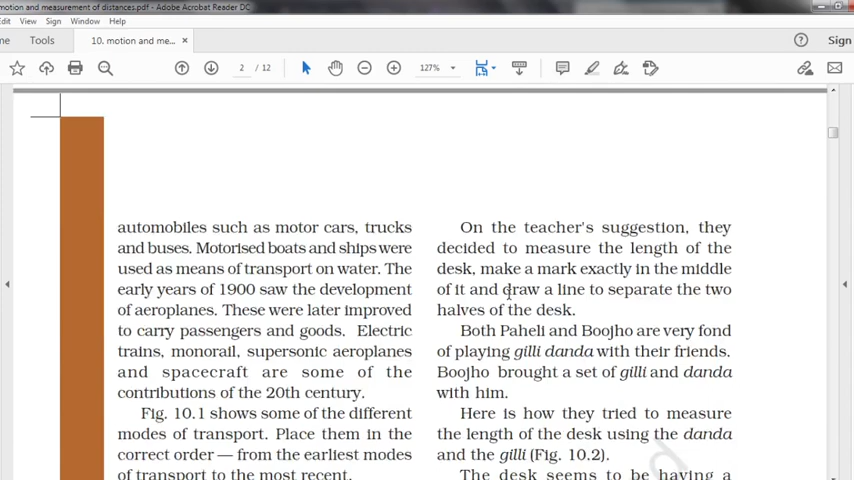 motion and measurement of distances.pdf - Adobe Acrobat Reader DC
Edit View Sign Window Help
me Tools 10. motion and me... × ? Sign
2 / 12 127%
automobiles such as motor cars, trucks
and buses. Motorised boats and ships were
used as means of transport on water. The
early years of 1900 saw the development
of aeroplanes. These were later improved
to carry passengers and goods. Electric
trains, monorail, supersonic aeroplanes
and spacecraft are some of the
contributions of the 20th century.
Fig. 10.1 shows some of the different
modes of transport. Place them in the
correct order — from the earliest modes
of transport to the most recent.
On the teacher's suggestion, they
decided to measure the length of the
desk, make a mark exactly in the middle
of it and draw a line to separate the two
halves of the desk.
Both Paheli and Boojho are very fond
of playing gilli danda with their friends.
Boojho brought a set of gilli and danda
with him.
Here is how they tried to measure
the length of the desk using the danda
and the gilli (Fig. 10.2).
The desk seems to be having a
d